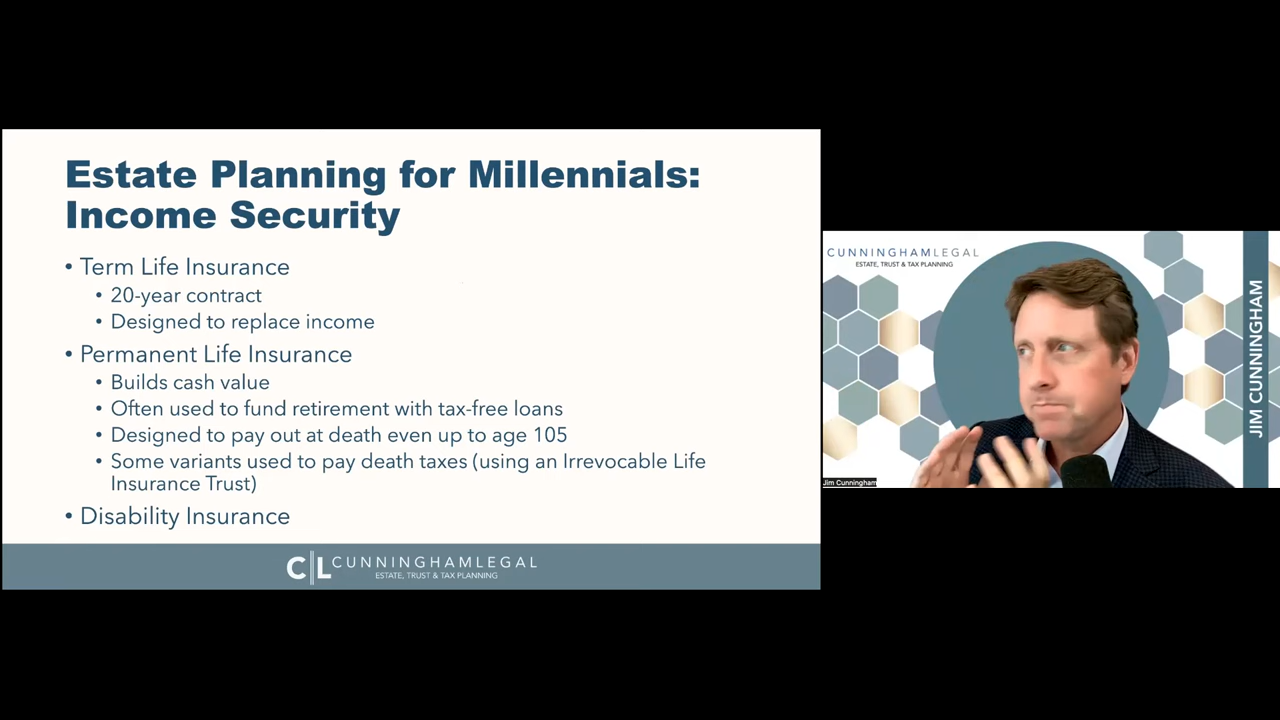 Estate Planning for Millennials:
Income Security
• Term Life Insurance
• 20-year contract
• Designed to replace income
• Permanent Life Insurance
• Builds cash value
• Often used to fund retirement with tax-free loans
• Designed to pay out at death even up to age 105
• Some variants used to pay death taxes (using an Irrevocable Life
Insurance Trust)
• Disability Insurance
CL CUNNINGHAMLEGAL
ESTATE, TRUST & TAX PLANNING
CUNNINGHAMLEGAL
ESTATE, TRUST & TAX PLANNING
JIM CUNNINGHAM
Jim Cunningham